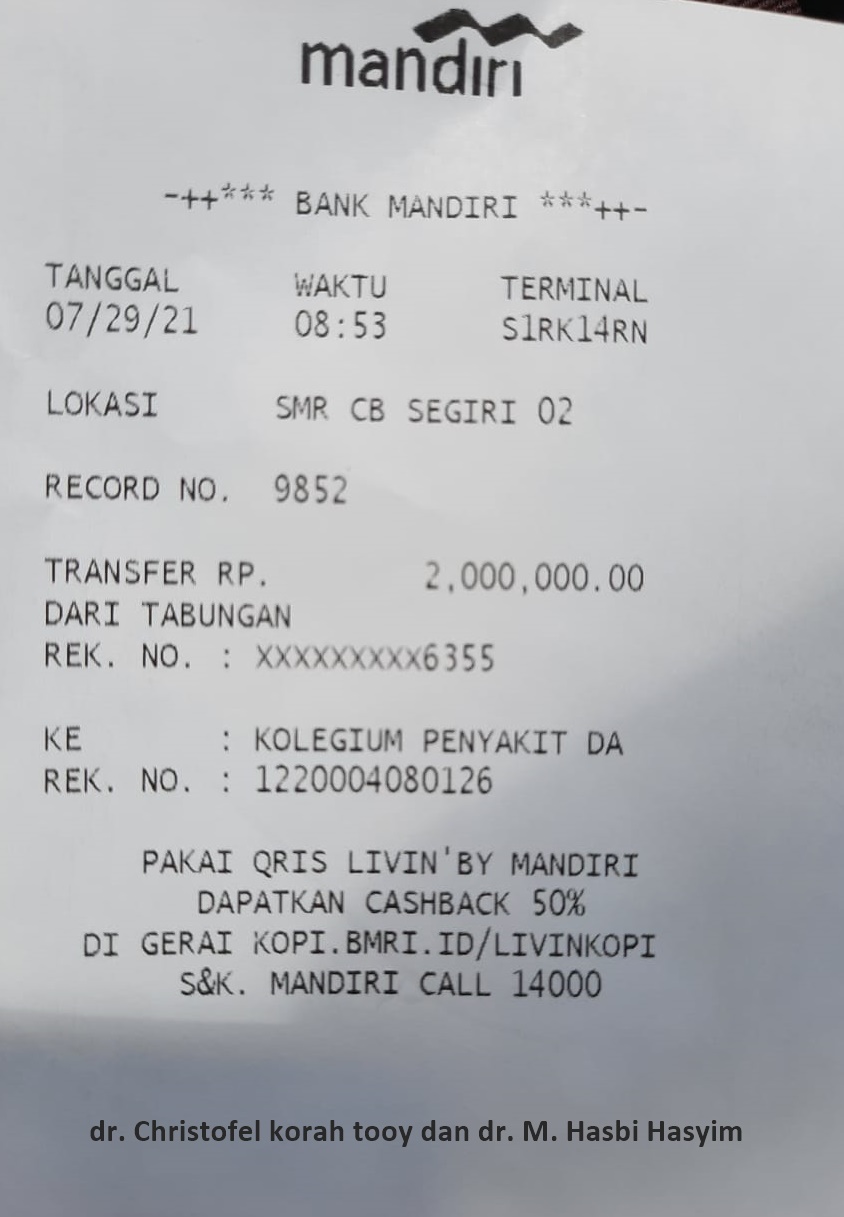 mandiri
-++*** BANK MANDIRI ***++-
TANGGAL WAKTU TERMINAL
07/29/21 08:53 S1RK14RN
LOKASI SMR CB SEGIRI 02
RECORD NO. 9852
TRANSFER RP. 2,000,000.00
DARI TABUNGAN
REK. NO. : XXXXXXXXX6355
KE : KOLEGIUM PENYAKIT DA
REK. NO. : 1220004080126
PAKAI QRIS LIVIN'BY MANDIRI
DAPATKAN CASHBACK 50%
DI GERAI KOPI.BMRI.ID/LIVINKOPI
S&K. MANDIRI CALL 14000
dr. Christofel korah tooy dan dr. M. Hasbi Hasyim